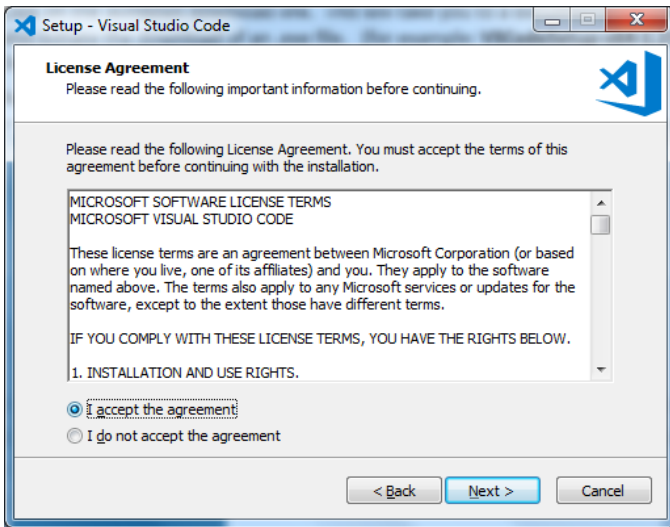 Setup - Visual Studio Code
License Agreement
Please read the following important information before continuing.
Please read the following License Agreement. You must accept the terms of this
agreement before continuing with the installation.
MICROSOFT SOFTWARE LICENSE TERMS
MICROSOFT VISUAL STUDIO CODE
These license terms are an agreement between Microsoft Corporation (or based
on where you live, one of its affiliates) and you. They apply to the software
named above. The terms also apply to any Microsoft services or updates for the
software, except to the extent those have different terms.
IF YOU COMPLY WITH THESE LICENSE TERMS, YOU HAVE THE RIGHTS BELOW.
1. INSTALLATION AND USE RIGHTS.
I accept the agreement
I do not accept the agreement
< Back
Next >
Cancel